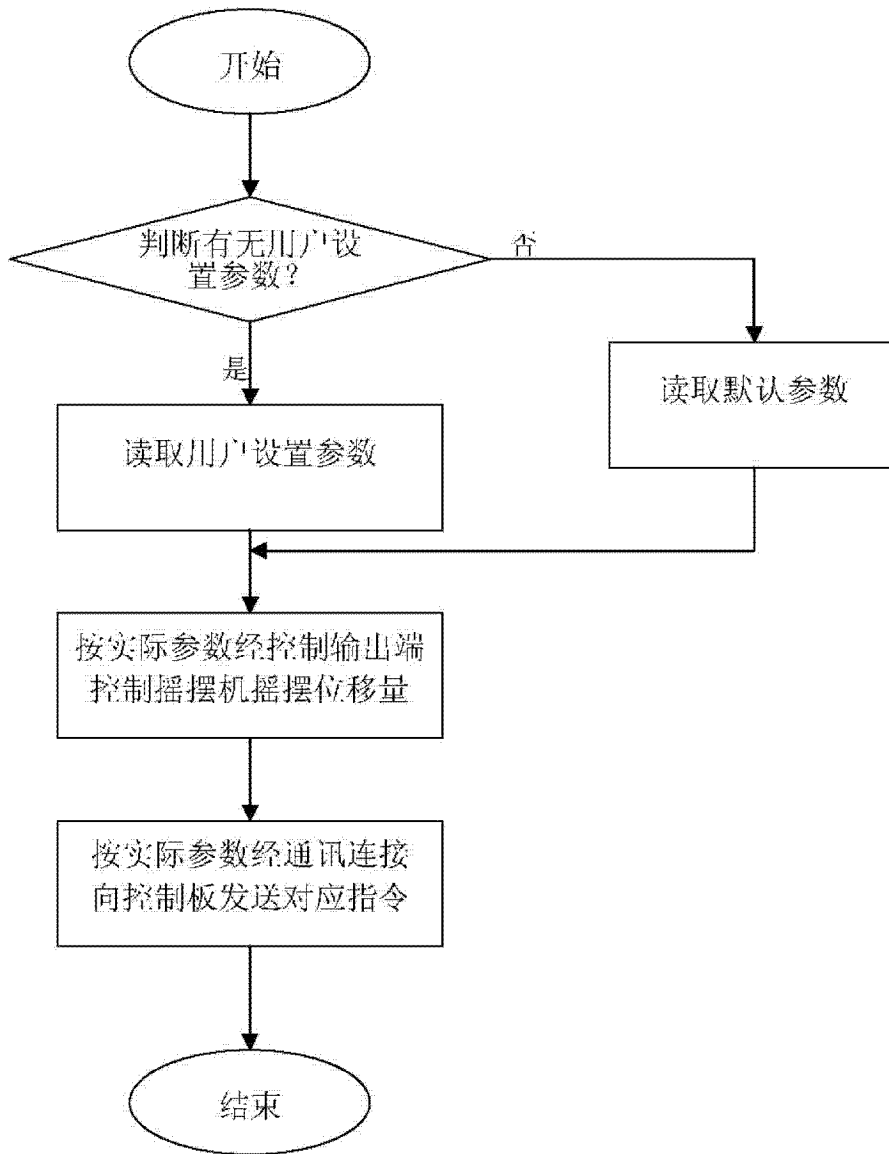 开始
判断有无用户设
置参数？
否
是
读取默认参数
读取用户设置参数
按实际参数经控制输出端
控制摇摆机摇摆位移量
按实际参数经通讯连接
向控制板发送对应指令
结束